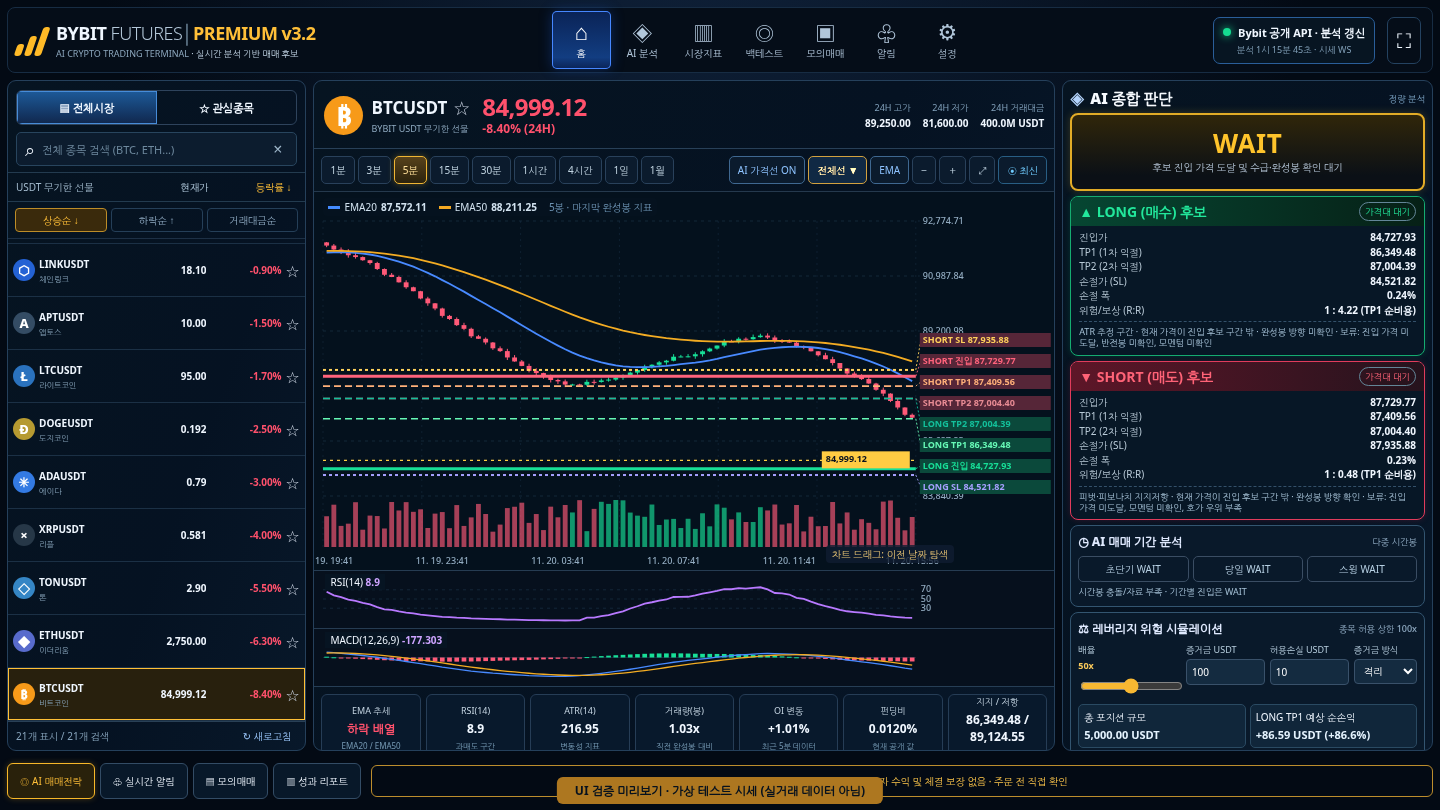 BYBIT FUTURES | PREMIUM v3.2
AI CRYPTO TRADING TERMINAL · 실시간 분석 기반 매매 후보
홈
AI 분석
시장지표
백테스트
모의매매
알림
설정
Bybit 공개 API · 분석 갱신
분석 1시 15분 45초 · 시세 WS
전체시장
☆ 관심종목
전체 종목 검색 (BTC, ETH...)
USDT 무기한 선물 현재가 등락률 ↓
상승순 ↓ 하락순 ↑ 거래대금순
LINKUSDT 18.10 -0.90%
체인링크
APTUSDT 10.00 -1.50%
앱토스
LTCUSDT 95.00 -1.70%
라이트코인
DOGEUSDT 0.192 -2.50%
도지코인
ADAUSDT 0.79 -3.00%
에이다
XRPUSDT 0.581 -4.00%
리플
TONUSDT 2.90 -5.50%
톤
ETHUSDT 2,750.00 -6.30%
이더리움
BTCUSDT 84,999.12 -8.40%
비트코인
21개 표시 / 21개 검색 ↻ 새로고침
BTCUSDT ☆ 84,999.12
BYBIT USDT 무기한 선물 -8.40% (24H)
24H 고가 24H 저가 24H 거래대금
89,250.00 81,600.00 400.0M USDT
1분 3분 5분 15분 30분 1시간 4시간 1일 1월
AI 가격선 ON 전체선 ▼ EMA − + ⤢ ⦿ 최신
EMA20 87,572.11 EMA50 88,211.25 5봉 · 마지막 완성봉 지표
92,774.71
90,987.84
89,200.98
SHORT SL 87,935.88
SHORT 진입 87,729.77
SHORT TP1 87,409.56
SHORT TP2 87,004.40
LONG TP2 87,004.39
LONG TP1 86,349.48
84,999.12
LONG 진입 84,727.93
LONG SL 84,521.82
83,840.39
차트 드래그: 이전 날짜 탐색
19. 19:41 11. 19. 23:41 11. 20. 03:41 11. 20. 07:41 11. 20. 11:41
RSI(14) 8.9
70
50
30
MACD(12,26,9) -177.303
EMA 추세
하락 배열
EMA20 / EMA50
RSI(14)
8.9
과매도 구간
ATR(14)
216.95
변동성 지표
거래량(봉)
1.03x
직전 완성봉 대비
OI 변동
+1.01%
최근 5분 데이터
펀딩비
0.0120%
현재 공개 값
지지 / 저항
86,349.48 /
89,124.55
AI 종합 판단 정량 분석
WAIT
후보 진입 가격 도달 및 수급·완성봉 확인 대기
▲ LONG (매수) 후보 가격대 대기
진입가 84,727.93
TP1 (1차 익절) 86,349.48
TP2 (2차 익절) 87,004.39
손절가 (SL) 84,521.82
손절 폭 0.24%
위험/보상 (R:R) 1 : 4.22 (TP1 순비용)
ATR 추정 구간 · 현재 가격이 진입 후보 구간 밖 · 완성봉 방향 미확인 · 보류: 진입 가격 미
도달, 반전봉 미확인, 모멘텀 미확인
▼ SHORT (매도) 후보 가격대 대기
진입가 87,729.77
TP1 (1차 익절) 87,409.56
TP2 (2차 익절) 87,004.40
손절가 (SL) 87,935.88
손절 폭 0.23%
위험/보상 (R:R) 1 : 0.48 (TP1 순비용)
피벗·피보나치 지지저항 · 현재 가격이 진입 후보 구간 밖 · 완성봉 방향 확인 · 보류: 진입
가격 미도달, 모멘텀 미확인, 호가 우위 부족
AI 매매 기간 분석 다중 시간봉
초단기 WAIT 당일 WAIT 스윙 WAIT
시간봉 충돌/자료 부족 · 기간별 진입은 WAIT
레버리지 위험 시뮬레이션 종목 허용 상한 100x
배율 증거금 USDT 허용손실 USDT 증거금 방식
50x 100 10 격리
총 포지션 규모 LONG TP1 예상 순손익
5,000.00 USDT +86.59 USDT (+86.6%)
AI 매매전략 실시간 알림 모의매매 성과 리포트
수익 및 체결 보장 없음 · 주문 전 직접 확인
UI 검증 미리보기 · 가상 테스트 시세 (실거래 데이터 아님)